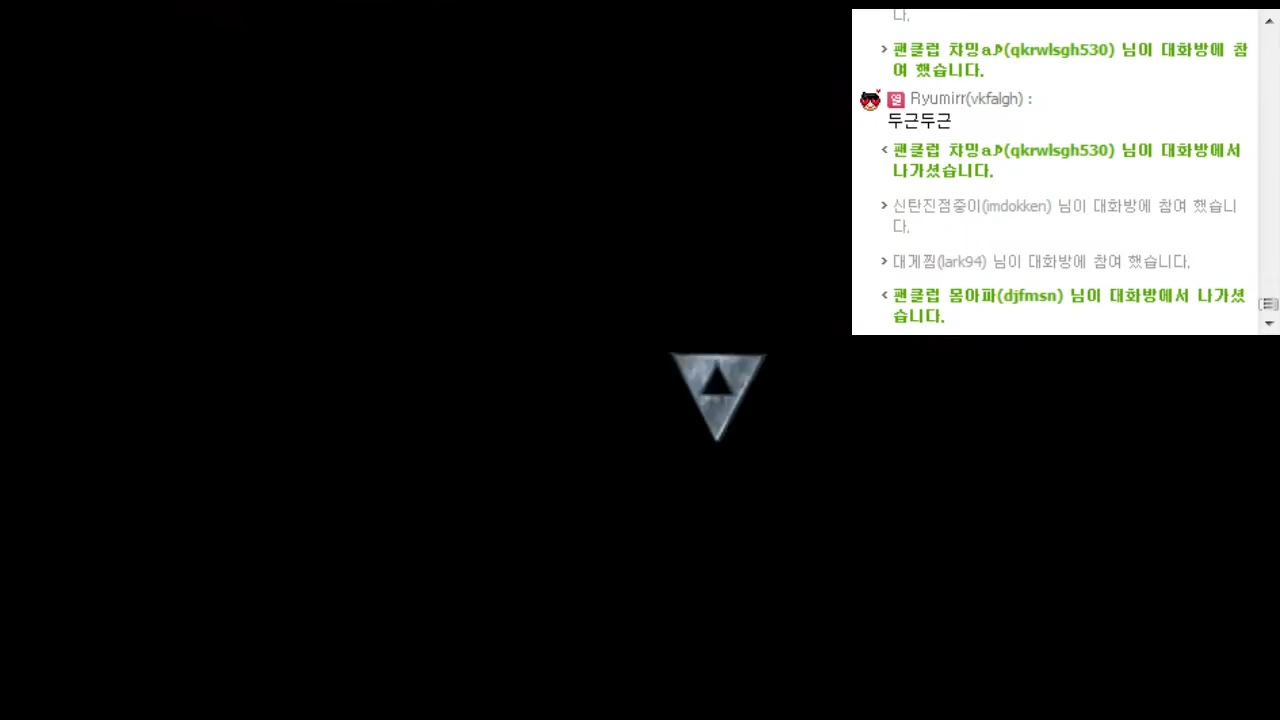 다.
> 팬클럽 챠밍a♪(qkrwlsgh530) 님이 대화방에 참
여 했습니다.
열 Ryumirr(vkfalgh) :
두근두근
< 팬클럽 챠밍a♪(qkrwlsgh530) 님이 대화방에서
나가셨습니다.
> 신탄진점중이(imdokken) 님이 대화방에 참여 했습니
다.
> 대게찜(lark94) 님이 대화방에 참여 했습니다.
< 팬클럽 몸아파(djfmsn) 님이 대화방에서 나가셨
습니다.